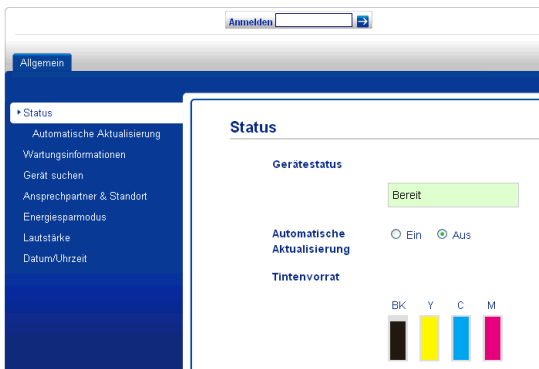 Anmelden
Allgemein
Status
Automatische Aktualisierung
Wartungsinformationen
Gerät suchen
Ansprechpartner & Standort
Energiesparmodus
Lautstärke
Datum/Uhrzeit
Status
Gerätestatus
Bereit
Automatische
Aktualisierung
Ein Aus
Tintenvorrat
BK Y C M